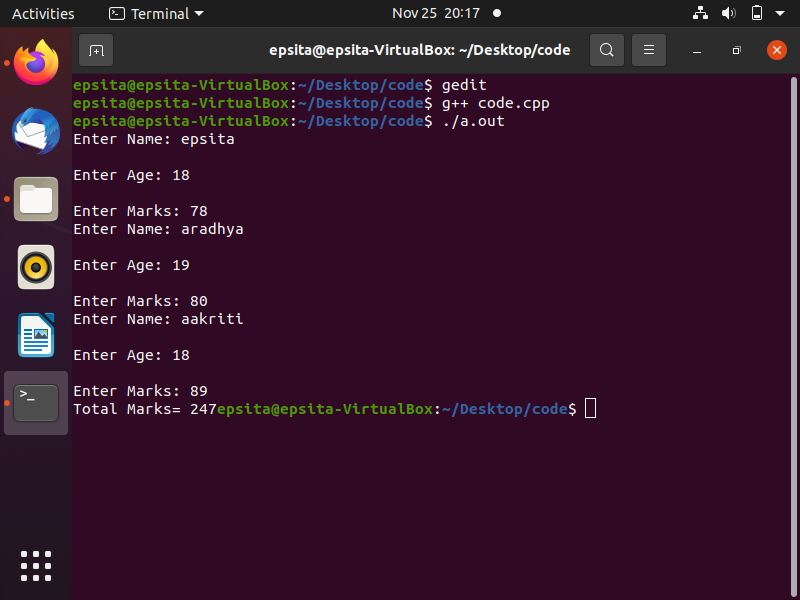 Activities Terminal Nov 25 20:17
epsita@epsita-VirtualBox: ~/Desktop/code
epsita@epsita-VirtualBox:~/Desktop/code$ gedit
epsita@epsita-VirtualBox:~/Desktop/code$ g++ code.cpp
epsita@epsita-VirtualBox:~/Desktop/code$ ./a.out
Enter Name: epsita
Enter Age: 18
Enter Marks: 78
Enter Name: aradhya
Enter Age: 19
Enter Marks: 80
Enter Name: aakriti
Enter Age: 18
Enter Marks: 89
Total Marks= 247epsita@epsita-VirtualBox:~/Desktop/code$